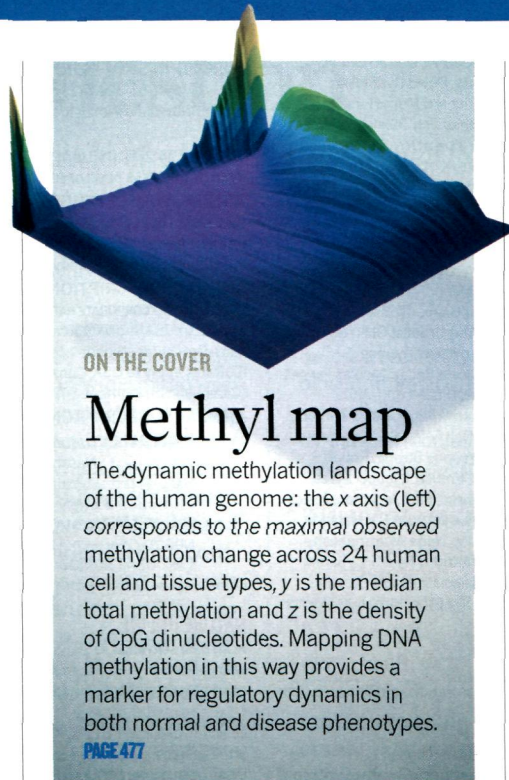 ON THE COVER
Methyl map
The dynamic methylation landscape
of the human genome: the x axis (left)
corresponds to the maximal observed
methylation change across 24 human
cell and tissue types, y is the median
total methylation and z is the density
of CpG dinucleotides. Mapping DNA
methylation in this way provides a
marker for regulatory dynamics in
both normal and disease phenotypes.
PAGE 477